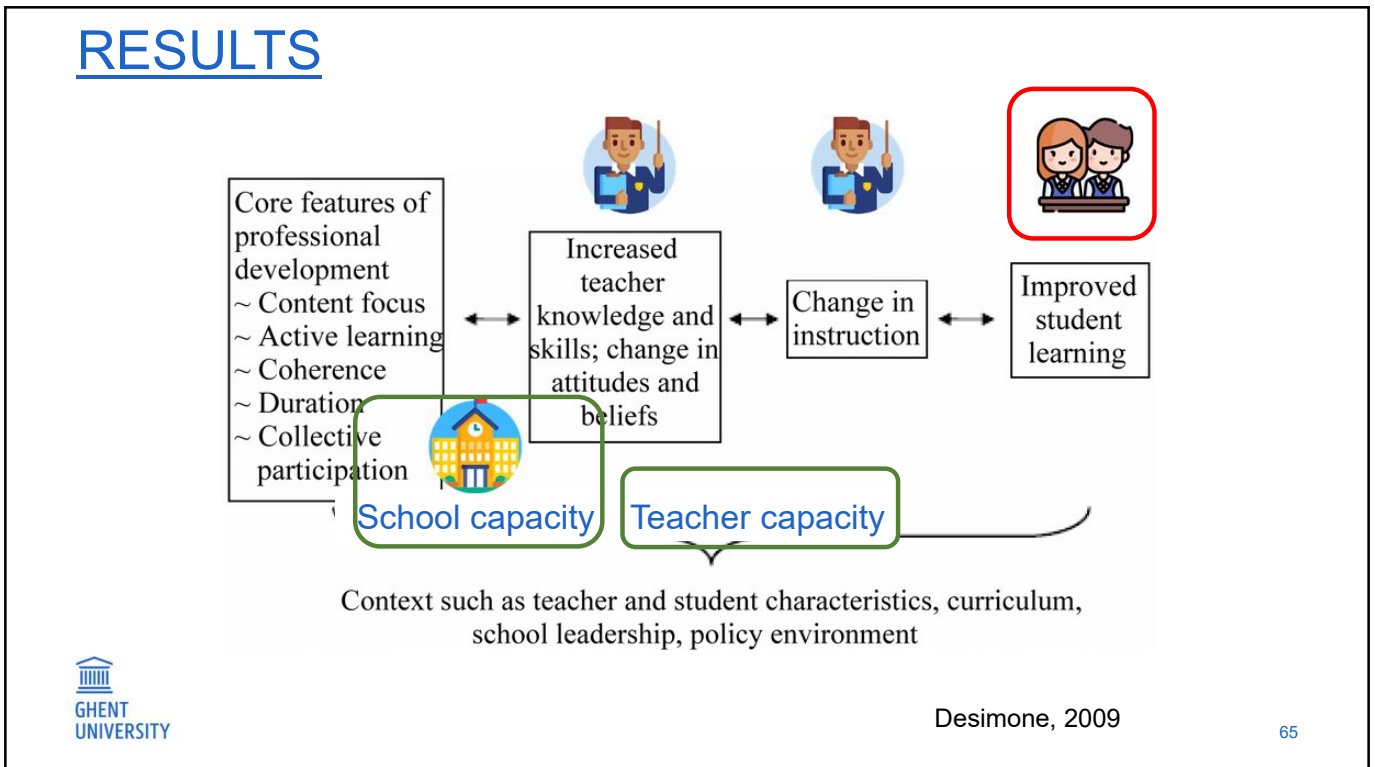 RESULTS
Core features of
professional
development
~ Content focus
~ Active learning
~ Coherence
~ Duration
~ Collective
participation
Increased
teacher
knowledge and
skills; change in
attitudes and
beliefs
Change in
instruction
Improved
student
learning
School capacity
Teacher capacity
Context such as teacher and student characteristics, curriculum,
school leadership, policy environment
GHENT
UNIVERSITY
Desimone, 2009
65